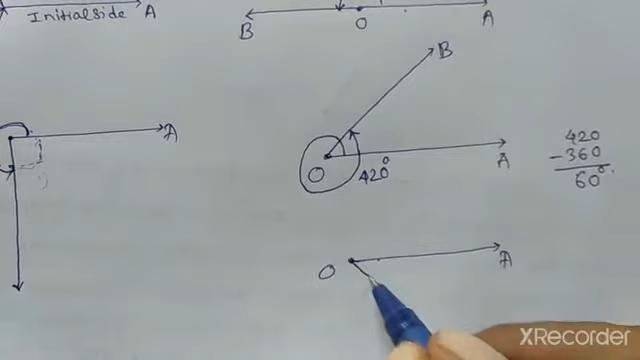 Initialside A
B O A
B
A
O 420° A
420
-360
60°.
O A
XRecorder